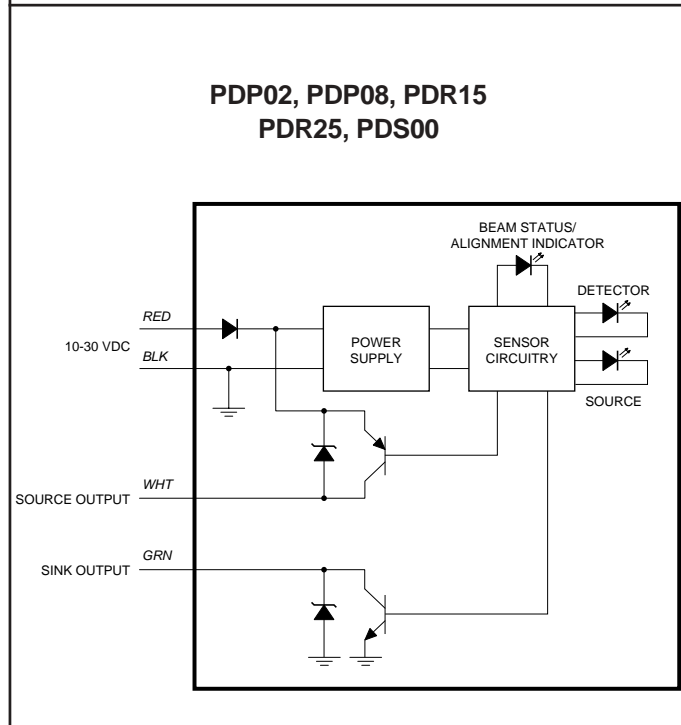 PDP02, PDP08, PDR15
PDR25, PDS00
BEAM STATUS/
ALIGNMENT INDICATOR
DETECTOR
RED
10-30 VDC
BLK
POWER
SUPPLY
SENSOR
CIRCUITRY
SOURCE
WHT
SOURCE OUTPUT
GRN
SINK OUTPUT